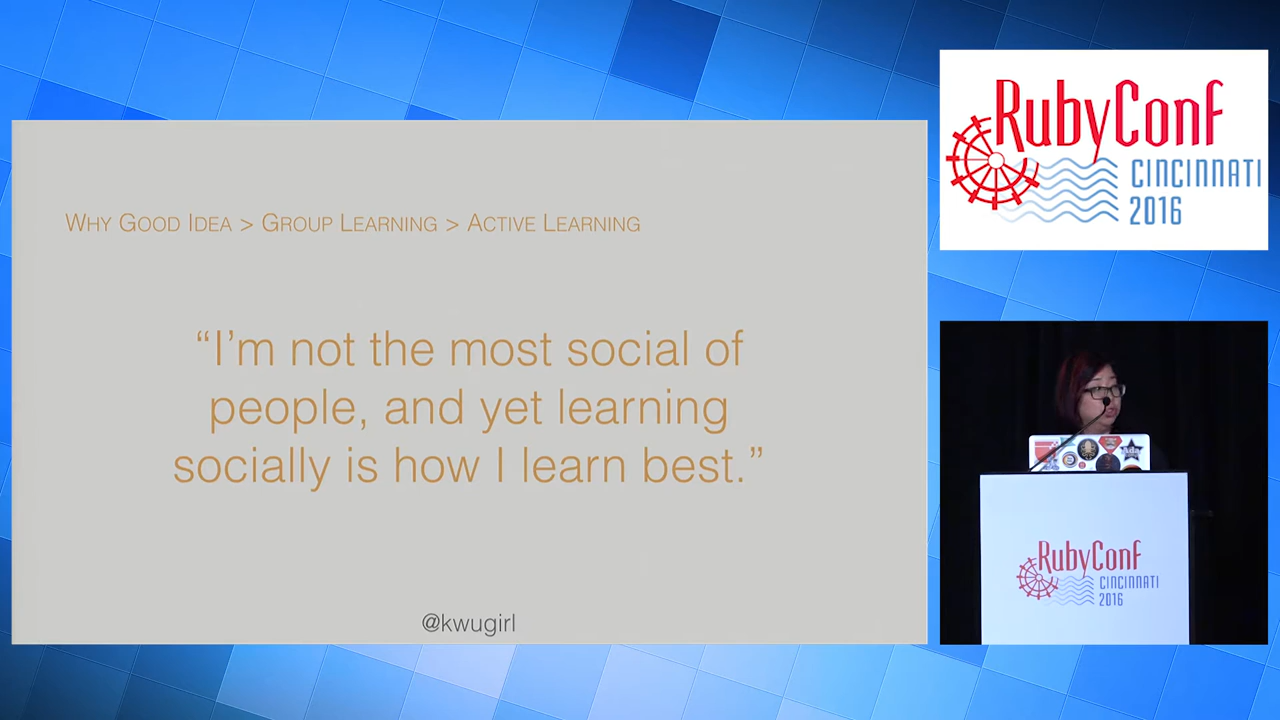 WHY GOOD IDEA > GROUP LEARNING > ACTIVE LEARNING
“I’m not the most social of
people, and yet learning
socially is how I learn best.”
@kwugirl
RUBYCONF
CINCINNATI
2016
Ada
RUBYCONF
CINCINNATI
2016